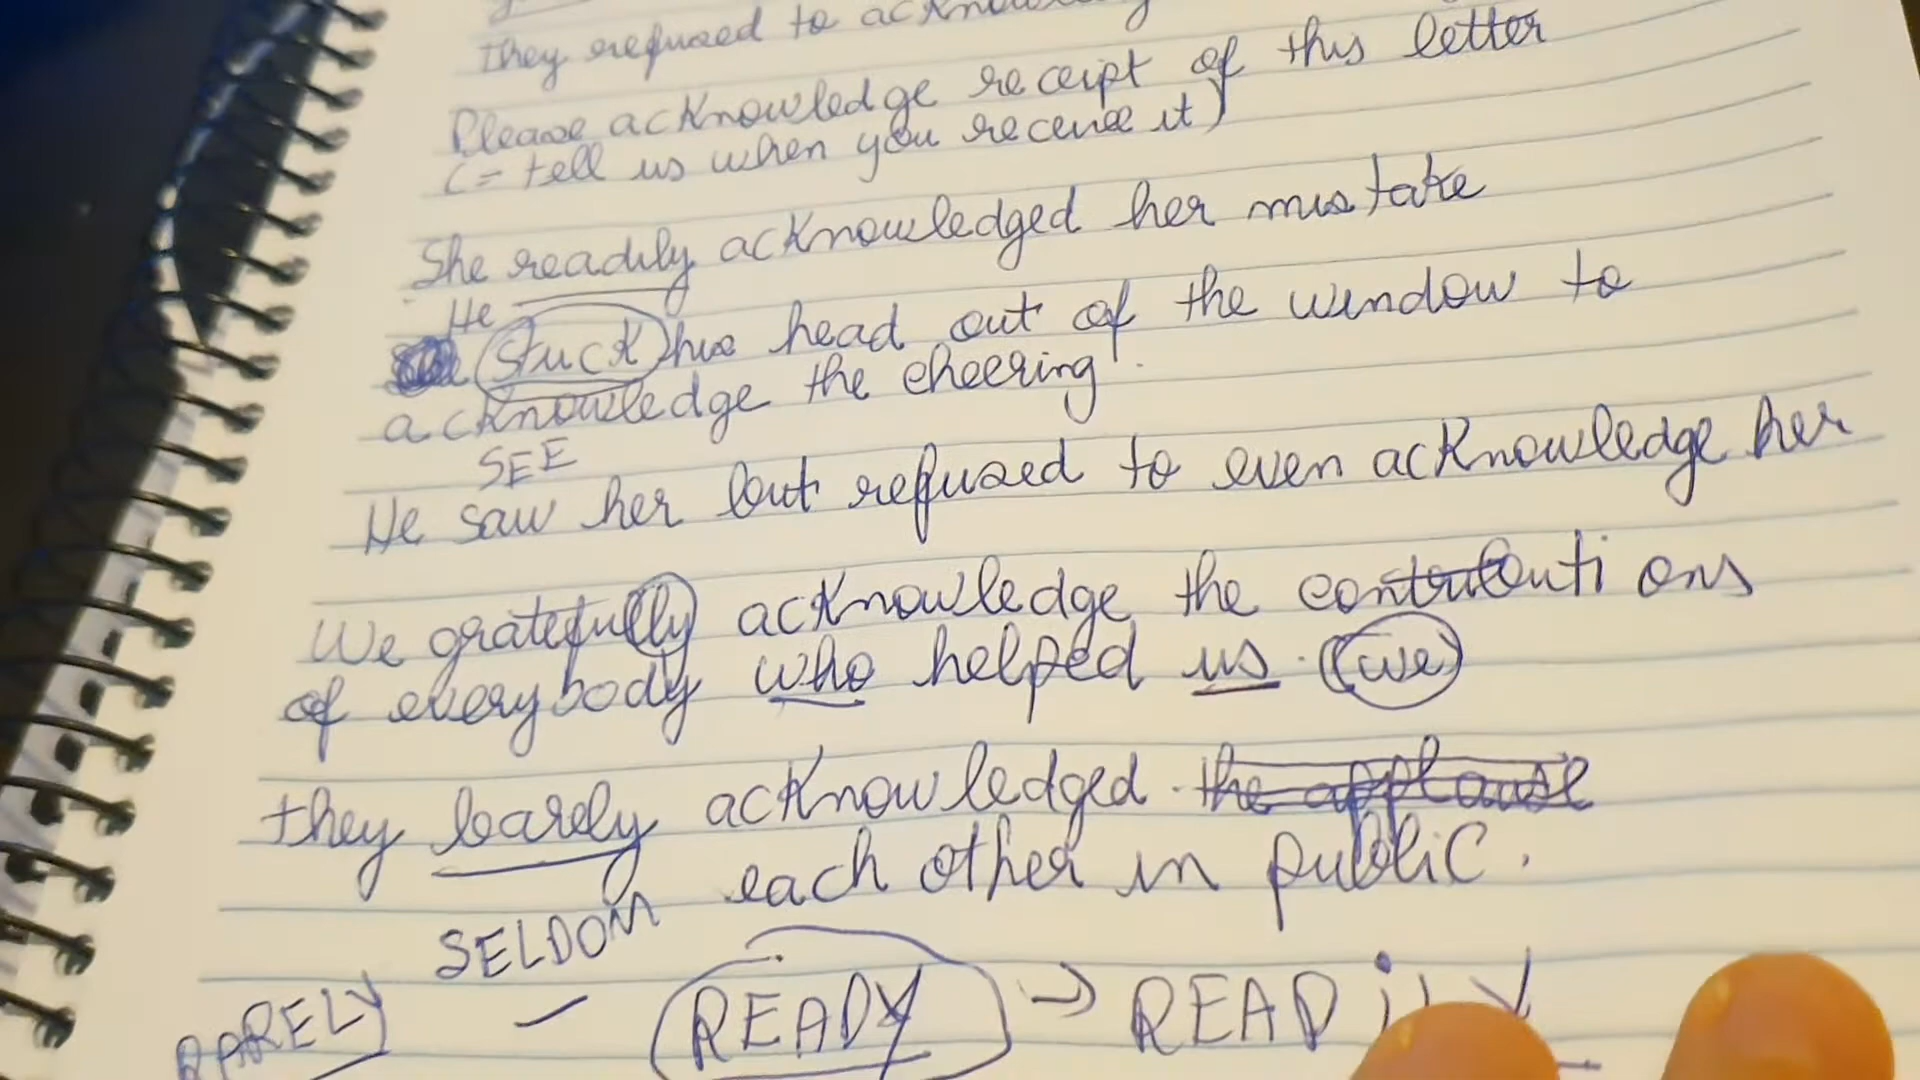 they refused to acknowledg
Please acknowledge receipt of this letter
(= tell us when you receive it)
She readily acknowledged her mistake
He
stuck his head out of the window to
acknowledge the cheering.
SEE
He saw her but refused to even acknowledge her
We gratefully acknowledge the contributions
of everybody who helped us. (we)
they barely acknowledged the applause
each other in public.
SELDOM
RARELY - READY → READILY